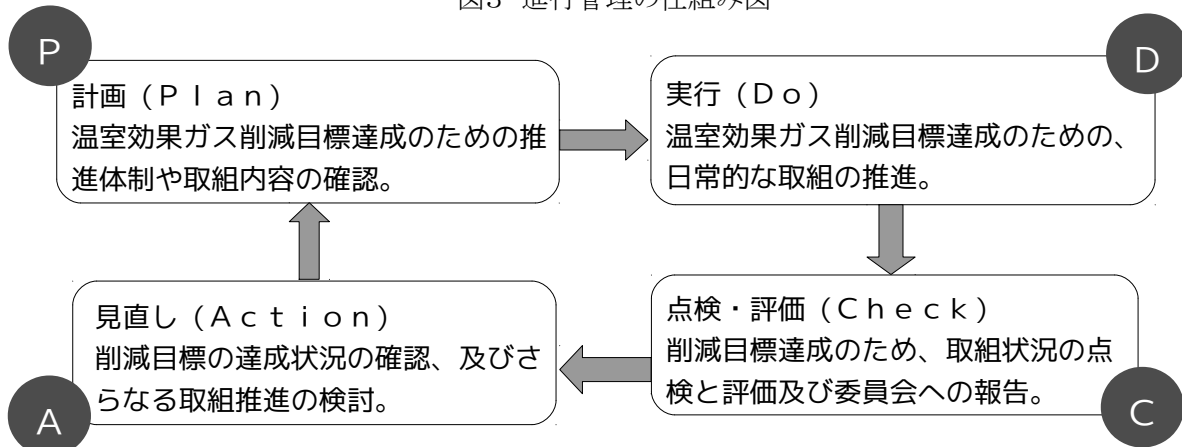 図3 進行管理の仕組み図
P
計画（Ｐｌａｎ）
温室効果ガス削減目標達成のための推
進体制や取組内容の確認。
D
実行（Ｄｏ）
温室効果ガス削減目標達成のための、
日常的な取組の推進。
見直し（Ａｃｔｉｏｎ）
削減目標の達成状況の確認、及びさ
らなる取組推進の検討。
A
点検・評価（Ｃｈｅｃｋ）
削減目標達成のため、取組状況の点
検と評価及び委員会への報告。
C